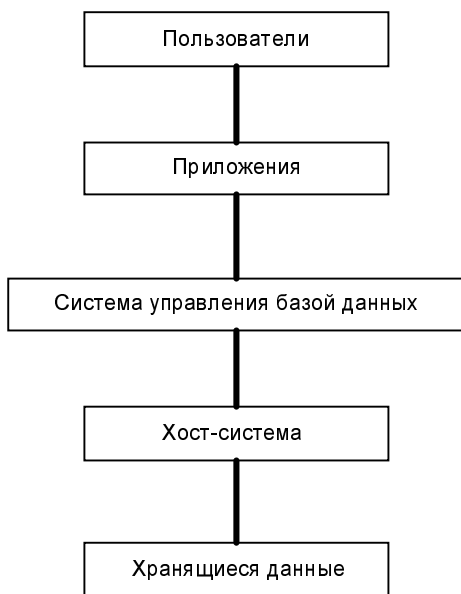 Пользователи
Приложения
Система управления базой данных
Хост-система
Хранящиеся данные